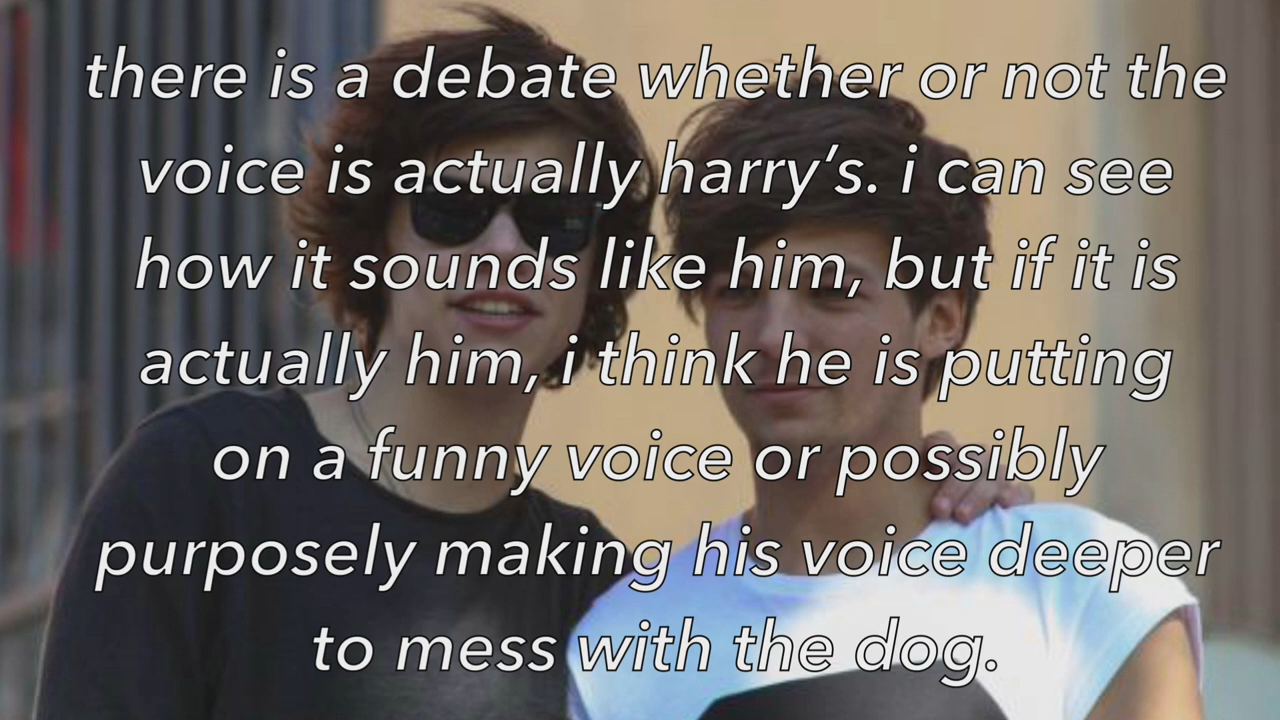 there is a debate whether or not the
voice is actually harry’s. i can see
how it sounds like him, but if it is
actually him, i think he is putting
on a funny voice or possibly
purposely making his voice deeper
to mess with the dog.